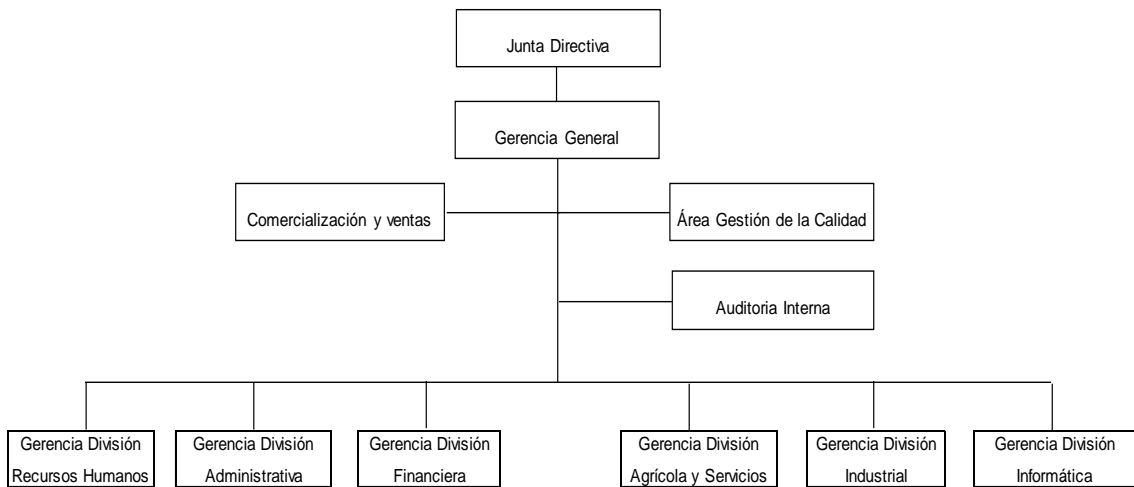 Junta Directiva
Gerencia General
Comercialización y ventas
Área Gestión de la Calidad
Auditoria Interna
Gerencia División
Recursos Humanos
Gerencia División
Administrativa
Gerencia División
Financiera
Gerencia División
Agrícola y Servicios
Gerencia División
Industrial
Gerencia División
Informática